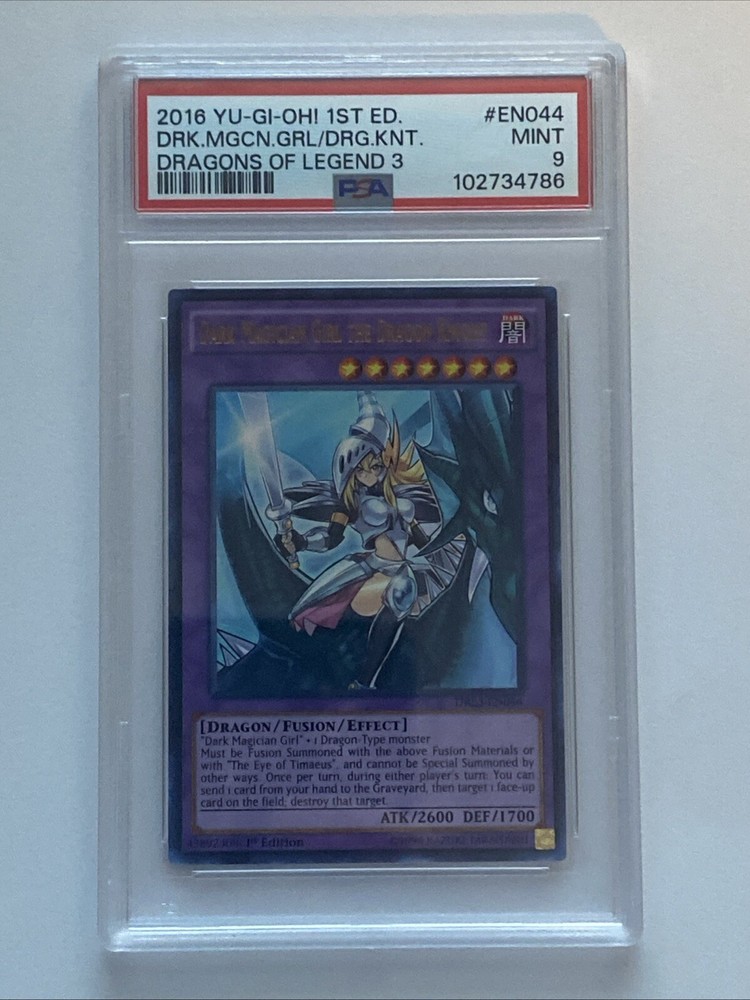 2016 YU-GI-OH! 1ST ED. #EN044
DRK.MGCN.GRL/DRG.KNT. MINT
DRAGONS OF LEGEND 3 9
PSA 102734786
Dark Magician Girl the Dragon Knight
DARK
闇
[Dragon/Fusion/Effect]
"Dark Magician Girl" + 1 Dragon-Type monster
Must be Fusion Summoned with the above Fusion Materials or
with "The Eye of Timaeus", and cannot be Special Summoned by
other ways. Once per turn, during either player's turn: You can
send 1 card from your hand to the Graveyard, then target 1 face-up
card on the field; destroy that target.
ATK/2600 DEF/1700
1st Edition